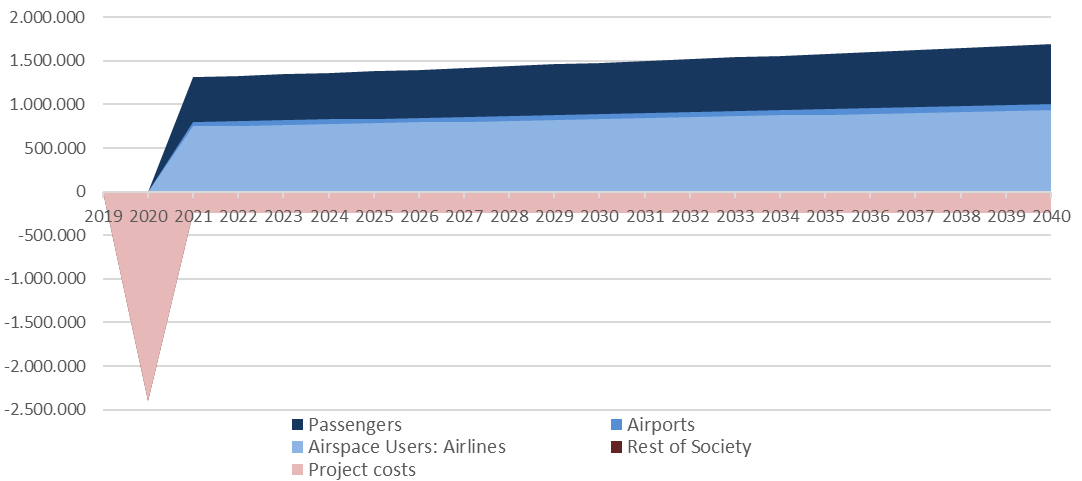 2.000.000
1.500.000
1.000.000
500.000
0
2019 2020 2021 2022 2023 2024 2025 2026 2027 2028 2029 2030 2031 2032 2033 2034 2035 2036 2037 2038 2039 2040
-500.000
-1.000.000
-1.500.000
-2.000.000
-2.500.000
Passengers Airports
Airspace Users: Airlines Rest of Society
Project costs